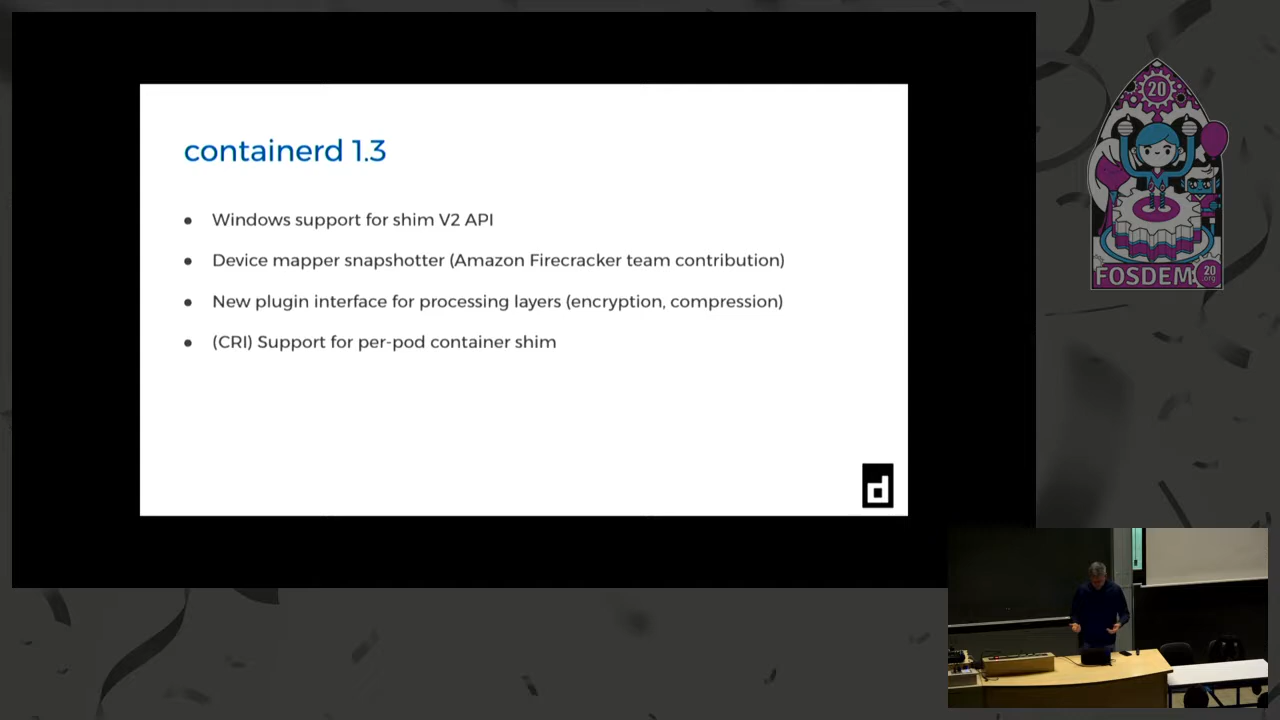 containerd 1.3
● Windows support for shim V2 API
● Device mapper snapshotter (Amazon Firecracker team contribution)
● New plugin interface for processing layers (encryption, compression)
● (CRI) Support for per-pod container shim
d
20
FOSDEM
20
.org